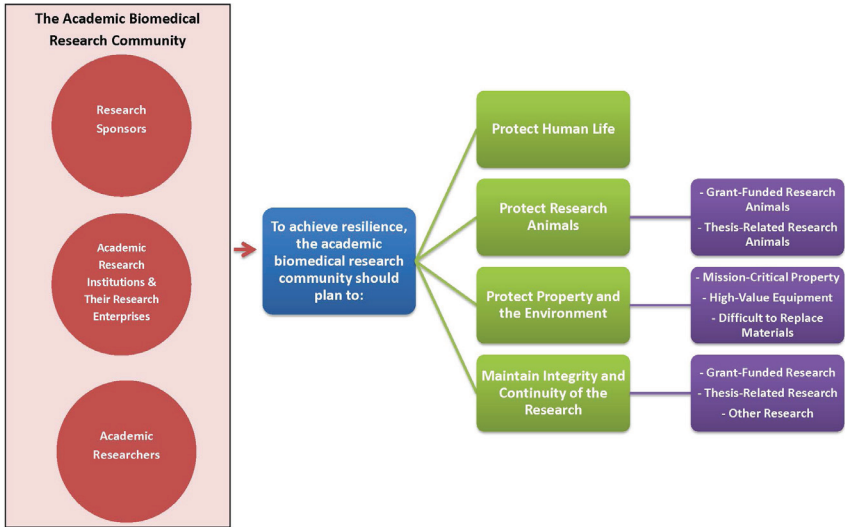 The Academic Biomedical
Research Community
Research
Sponsors
Academic
Research
Institutions &
Their Research
Enterprises
Academic
Researchers
To achieve resilience,
the academic
biomedical research
community should
plan to:
Protect Human Life
Protect Research
Animals
- Grant-Funded Research
Animals
- Thesis-Related Research
Animals
Protect Property and
the Environment
- Mission-Critical Property
- High-Value Equipment
- Difficult to Replace
Materials
Maintain Integrity and
Continuity of the
Research
- Grant-Funded Research
- Thesis-Related Research
- Other Research